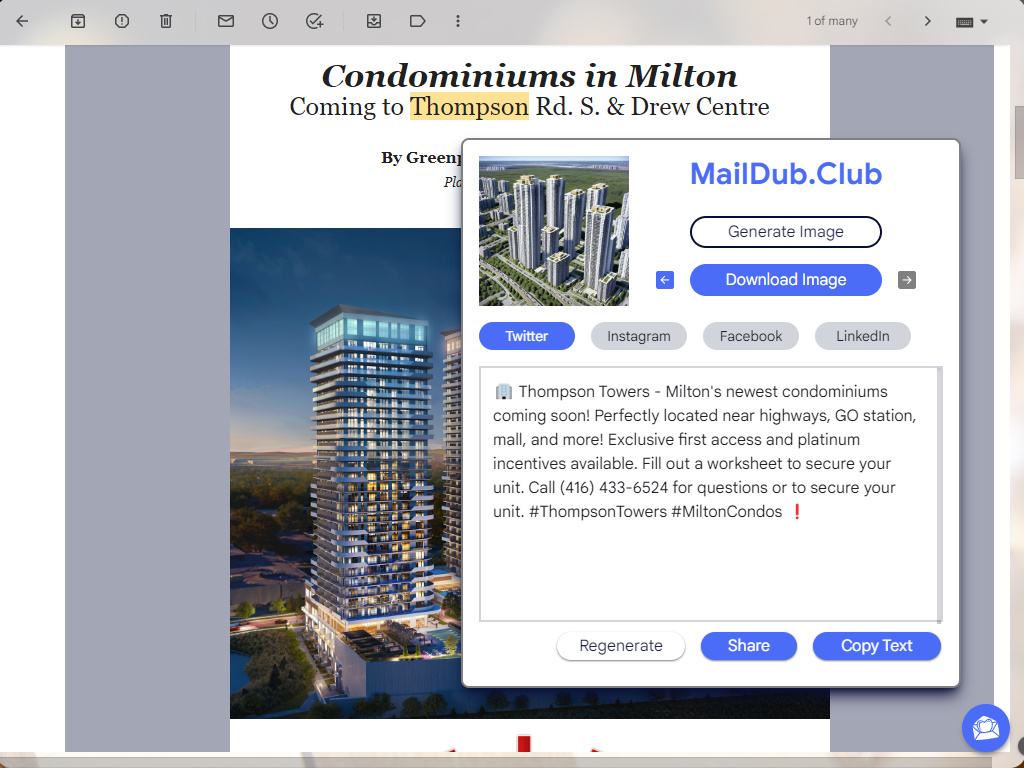 1 of many
Condominiums in Milton
Coming to Thompson Rd. S. & Drew Centre
By Greenp
Pla
MailDub.Club
Generate Image
Download Image
Twitter
Instagram
Facebook
LinkedIn
🏢 Thompson Towers - Milton's newest condominiums
coming soon! Perfectly located near highways, GO station,
mall, and more! Exclusive first access and platinum
incentives available. Fill out a worksheet to secure your
unit. Call (416) 433-6524 for questions or to secure your
unit. #ThompsonTowers #MiltonCondos ❗
Regenerate
Share
Copy Text